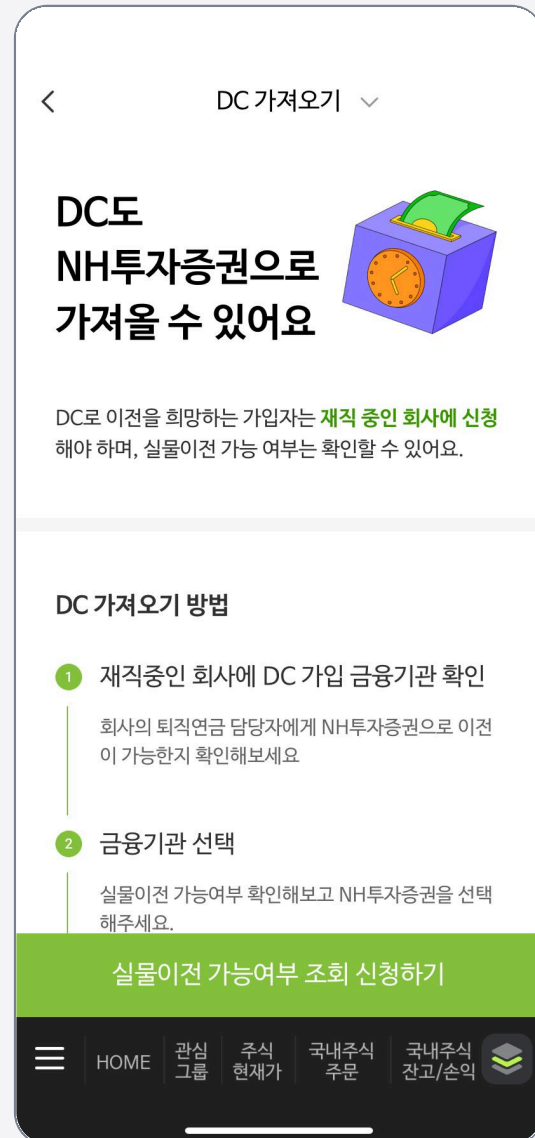 DC 가져오기
DC도
NH투자증권으로
가져올 수 있어요
DC로 이전을 희망하는 가입자는 재직 중인 회사에 신청
해야 하며, 실물이전 가능 여부는 확인할 수 있어요.
DC 가져오기 방법
1 재직중인 회사에 DC 가입 금융기관 확인
회사의 퇴직연금 담당자에게 NH투자증권으로 이전
이 가능한지 확인해보세요
2 금융기관 선택
실물이전 가능여부 확인해보고 NH투자증권을 선택
해주세요.
실물이전 가능여부 조회 신청하기
HOME
관심
그룹
주식
현재가
국내주식
주문
국내주식
잔고/손익